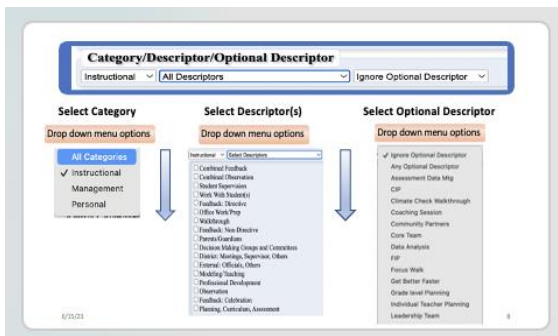 Category/Descriptor/Optional Descriptor
Instructional All Descriptors Ignore Optional Descriptor
Select Category
Drop down menu options
All Categories
✓ Instructional
Management
Personal
Select Descriptor(s)
Drop down menu options
Instructional Select Descriptors
Combined Feedback
Combined Observation
Student Supervision
Work With Student(s)
Feedback: Directive
Office Work/Prep
Walkthrough
Feedback: Non-Directive
Parents/Guardians
Decision Making Groups and Committees
District: Meetings, Supervisor, Others
External: Officials, Others
Modeling/Teaching
Professional Development
Observation
Feedback: Celebration
Planning, Curriculum, Assessment
Select Optional Descriptor
Drop down menu options
✓ Ignore Optional Descriptor
Any Optional Descriptor
Assessment Data Mtg
CIP
Climate Check Walkthrough
Coaching Session
Community Partners
Core Team
Data Analysis
FIP
Focus Walk
Get Better Faster
Grade level Planning
Individual Teacher Planning
Leadership Team
8